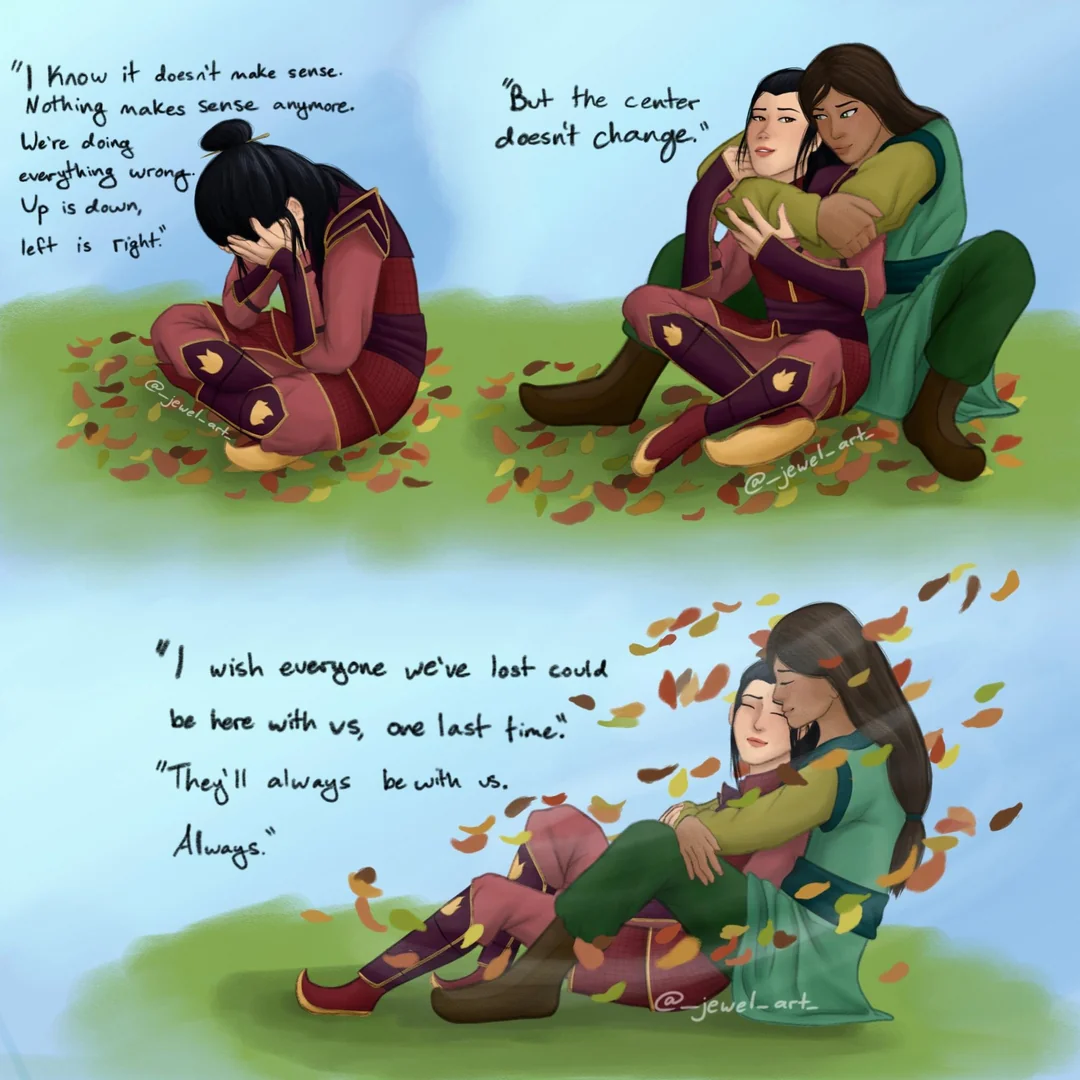 "I know it doesn't make sense.
Nothing makes sense anymore.
We're doing
everything wrong.
Up is down,
left is right."
@_jewel_art_
"But the center
doesn't change."
@_jewel_art_
"I wish everyone we've lost could
be here with us, one last time."
"They'll always be with us.
Always."
@_jewel_art_